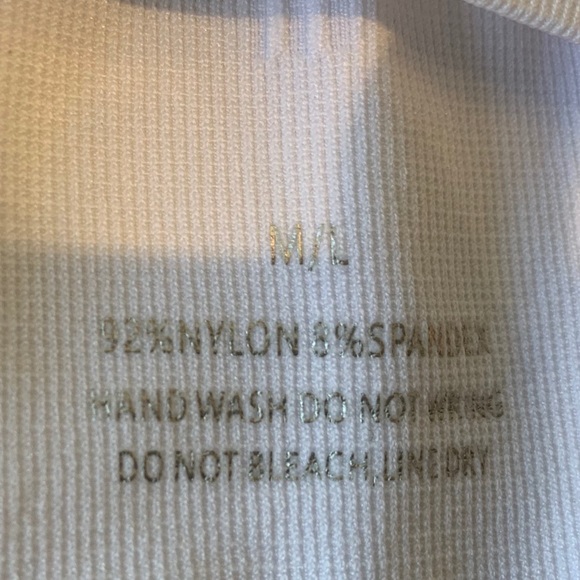 M/L
92%NYLON 8%SPANDEX
HAND WASH DO NOT WRING
DO NOT BLEACH,LINE DRY